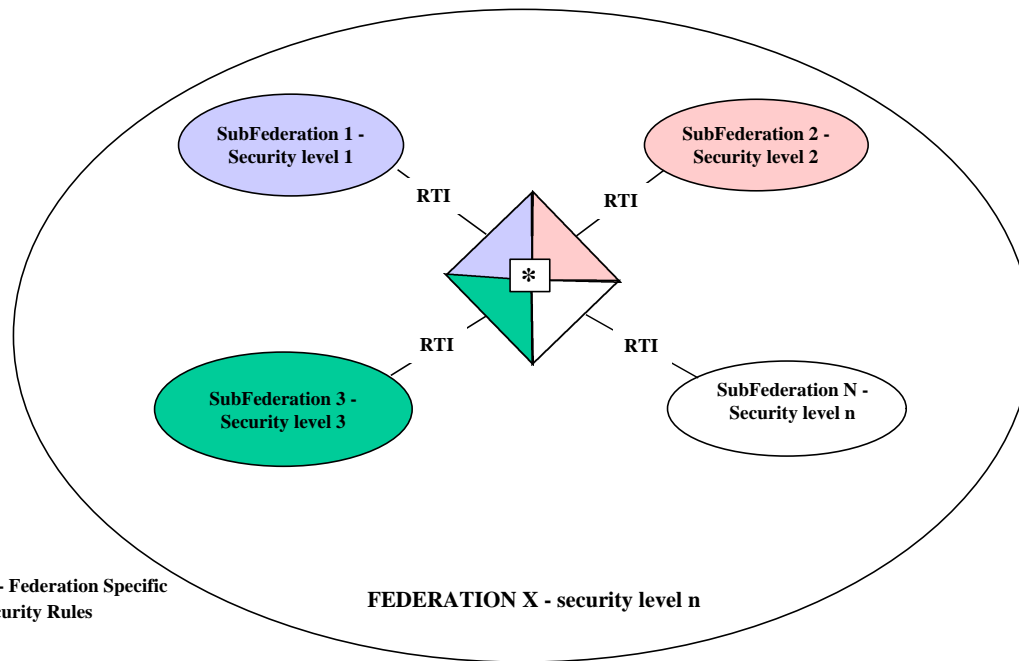 SubFederation 1 -
Security level 1
SubFederation 2 -
Security level 2
RTI
RTI
*
RTI
RTI
SubFederation 3 -
Security level 3
SubFederation N -
Security level n
- Federation Specific
curity Rules
FEDERATION X - security level n